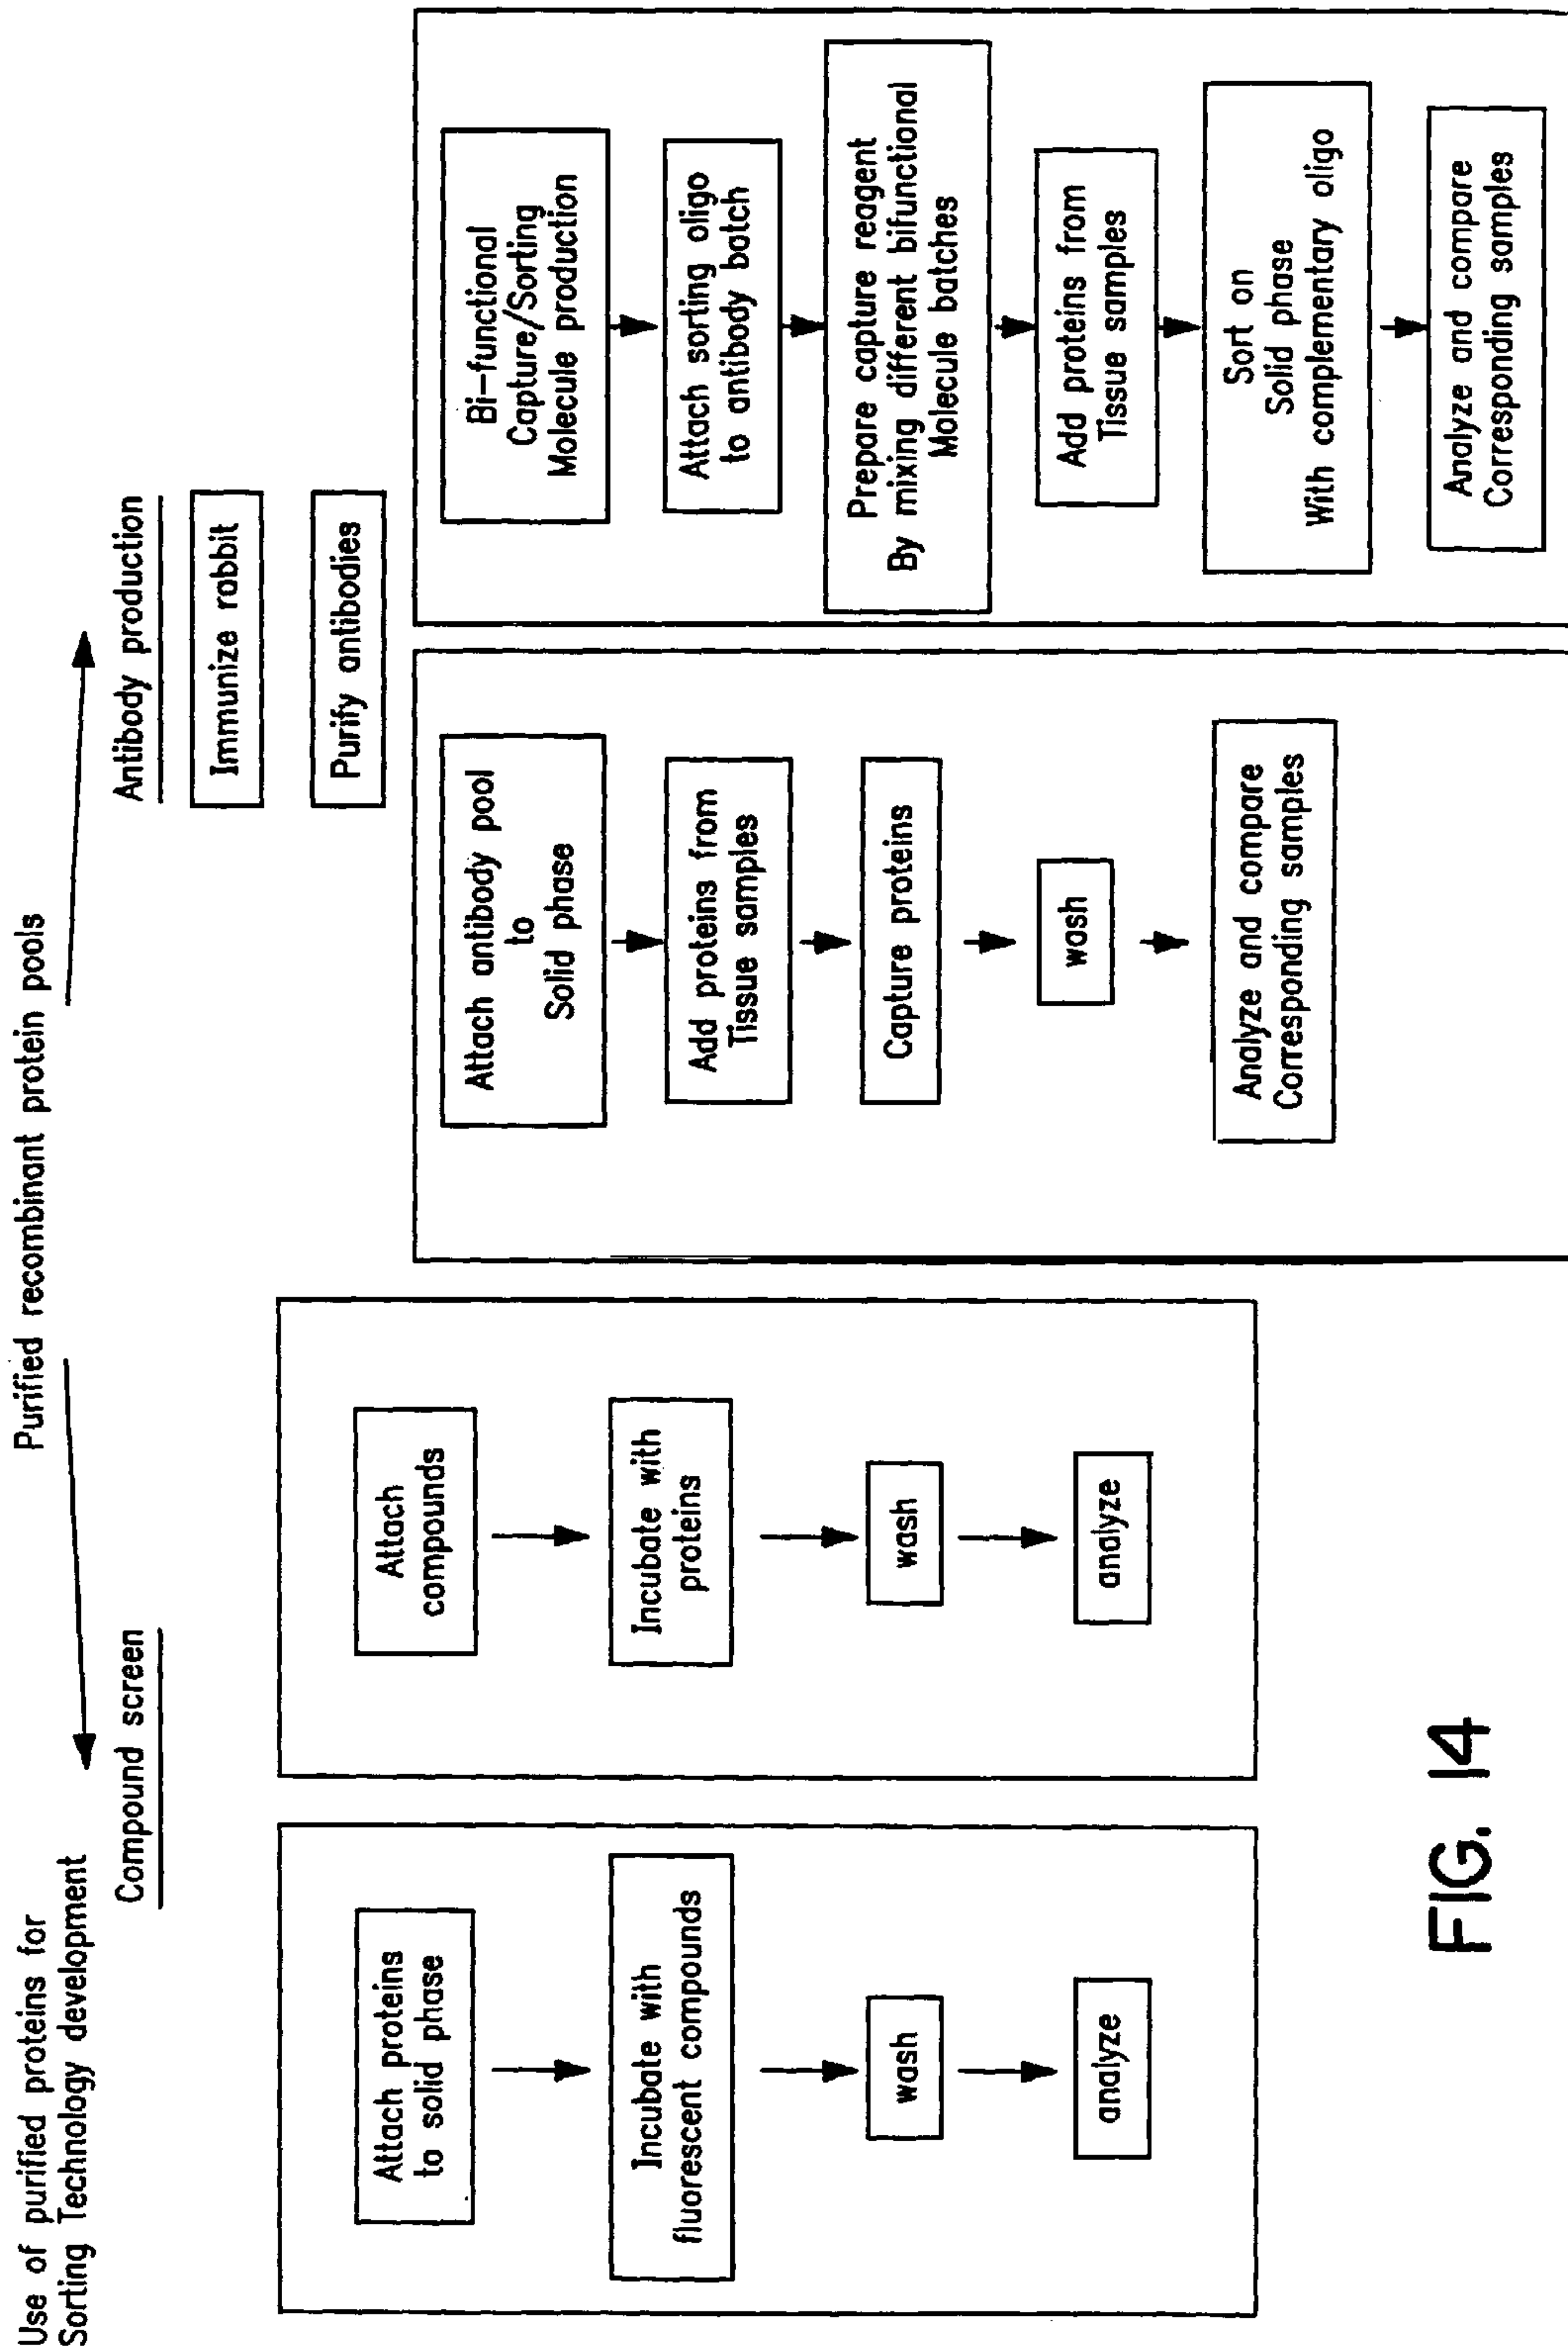 Use of purified proteins for
Sorting Technology development
Purified recombinant protein pools
Compound screen
Attach proteins
to solid phase
Incubate with
fluorescent compounds
wash
analyze
Attach
compounds
Incubate with
proteins
wash
analyze
Antibody production
Immunize rabbit
Purify antibodies
Attach antibody pool
to
Solid phase
Add proteins from
Tissue samples
Capture proteins
wash
Analyze and compare
Corresponding samples
Bi-functional
Capture/Sorting
Molecule production
Attach sorting oligo
to antibody batch
Prepare capture reagent
By mixing different bifunctional
Molecule batches
Add proteins from
Tissue samples
Sort on
Solid phase
With complementary oligo
Analyze and compare
Corresponding samples
FIG. 14